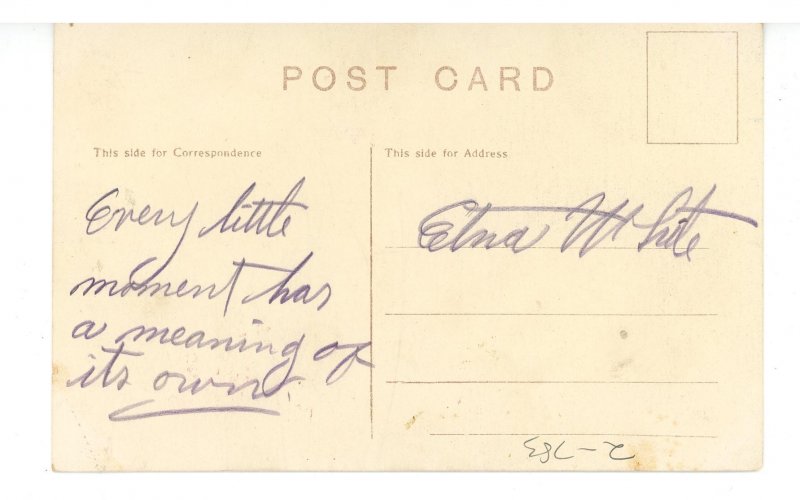 POST CARD
This side for Correspondence
This side for Address
Every little
moment has
a meaning of
its own.
Etna White
2-783